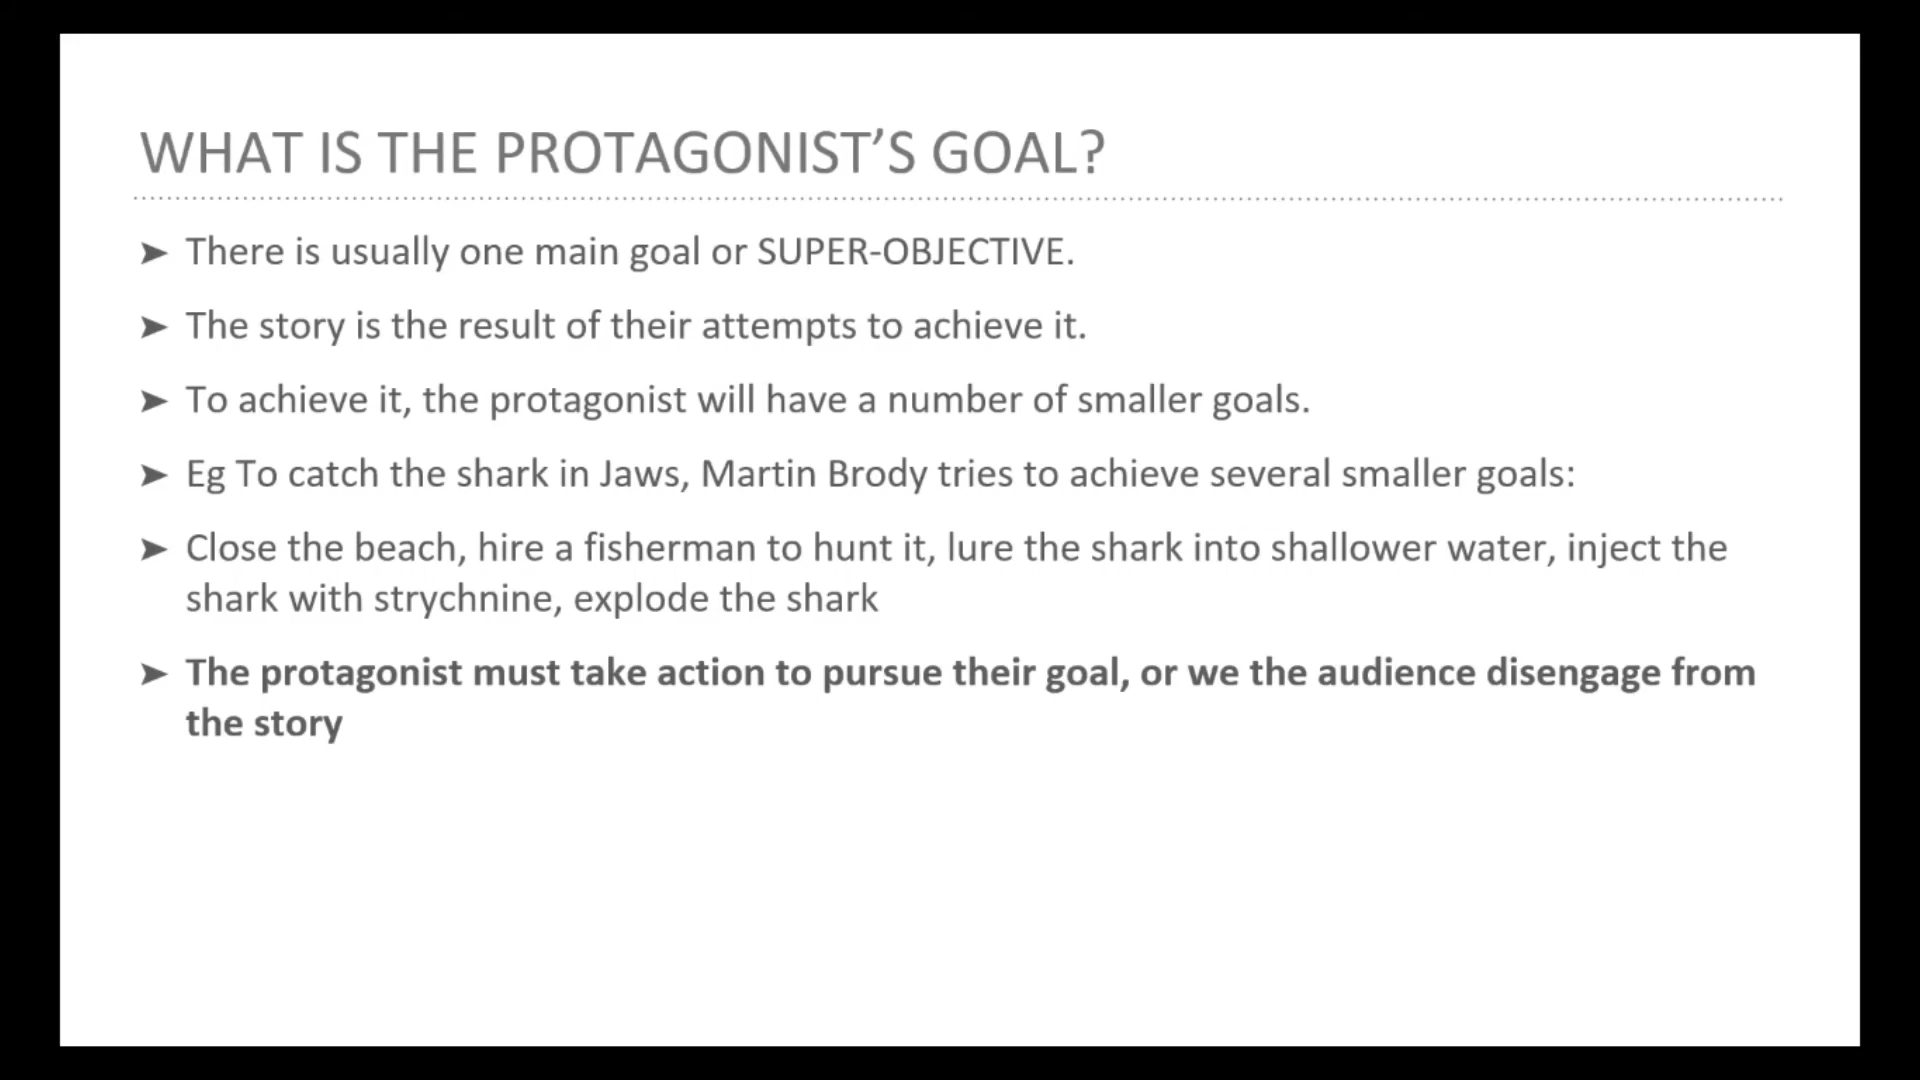 WHAT IS THE PROTAGONIST’S GOAL?
➤ There is usually one main goal or SUPER-OBJECTIVE.
➤ The story is the result of their attempts to achieve it.
➤ To achieve it, the protagonist will have a number of smaller goals.
➤ Eg To catch the shark in Jaws, Martin Brody tries to achieve several smaller goals:
➤ Close the beach, hire a fisherman to hunt it, lure the shark into shallower water, inject the
shark with strychnine, explode the shark
➤ The protagonist must take action to pursue their goal, or we the audience disengage from
the story